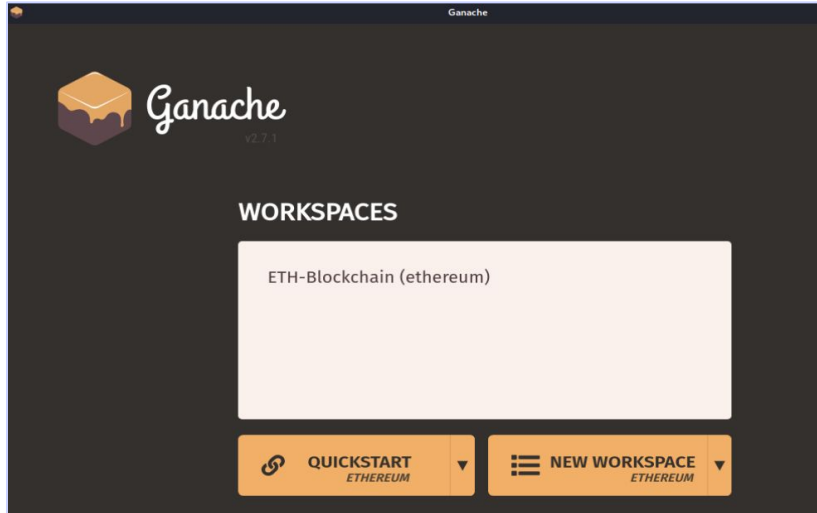 Ganache
Ganache
v2.7.1
WORKSPACES
ETH-Blockchain (ethereum)
QUICKSTART
ETHEREUM
NEW WORKSPACE
ETHEREUM